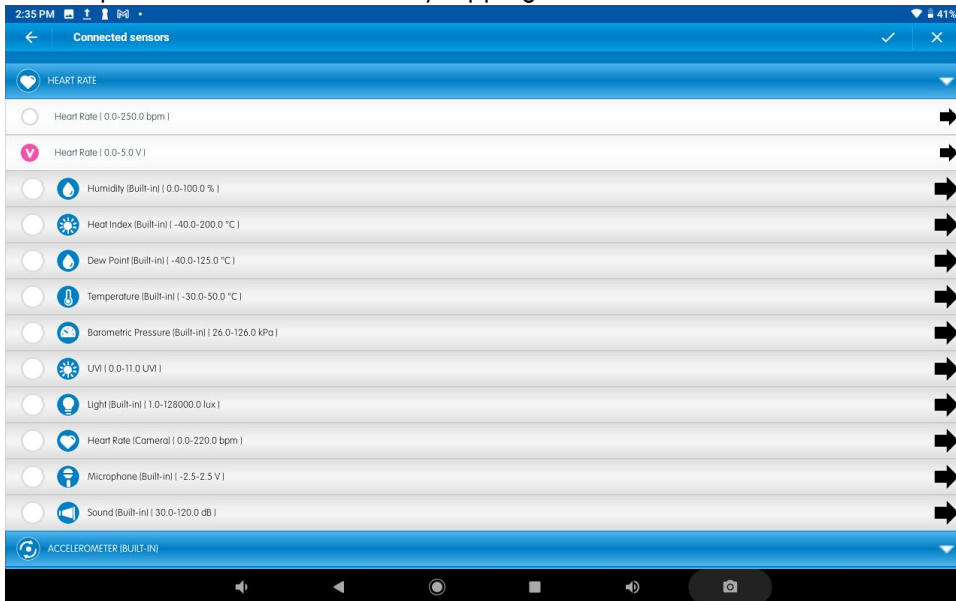 2:35 PM 41%
Connected sensors
HEART RATE
Heart Rate ( 0.0-250.0 bpm )
V Heart Rate ( 0.0-5.0 V )
Humidity (Built-in) ( 0.0-100.0 % )
Heat Index (Built-in) ( -40.0-200.0 °C )
Dew Point (Built-in) ( -40.0-125.0 °C )
Temperature (Built-in) ( -30.0-50.0 °C )
Barometric Pressure (Built-in) ( 26.0-126.0 kPa )
UVI ( 0.0-11.0 UVI )
Light (Built-in) ( 1.0-128000.0 lux )
Heart Rate (Camera) ( 0.0-220.0 bpm )
Microphone (Built-in) ( -2.5-2.5 V )
Sound (Built-in) ( 30.0-120.0 dB )
ACCELEROMETER (BUILT-IN)